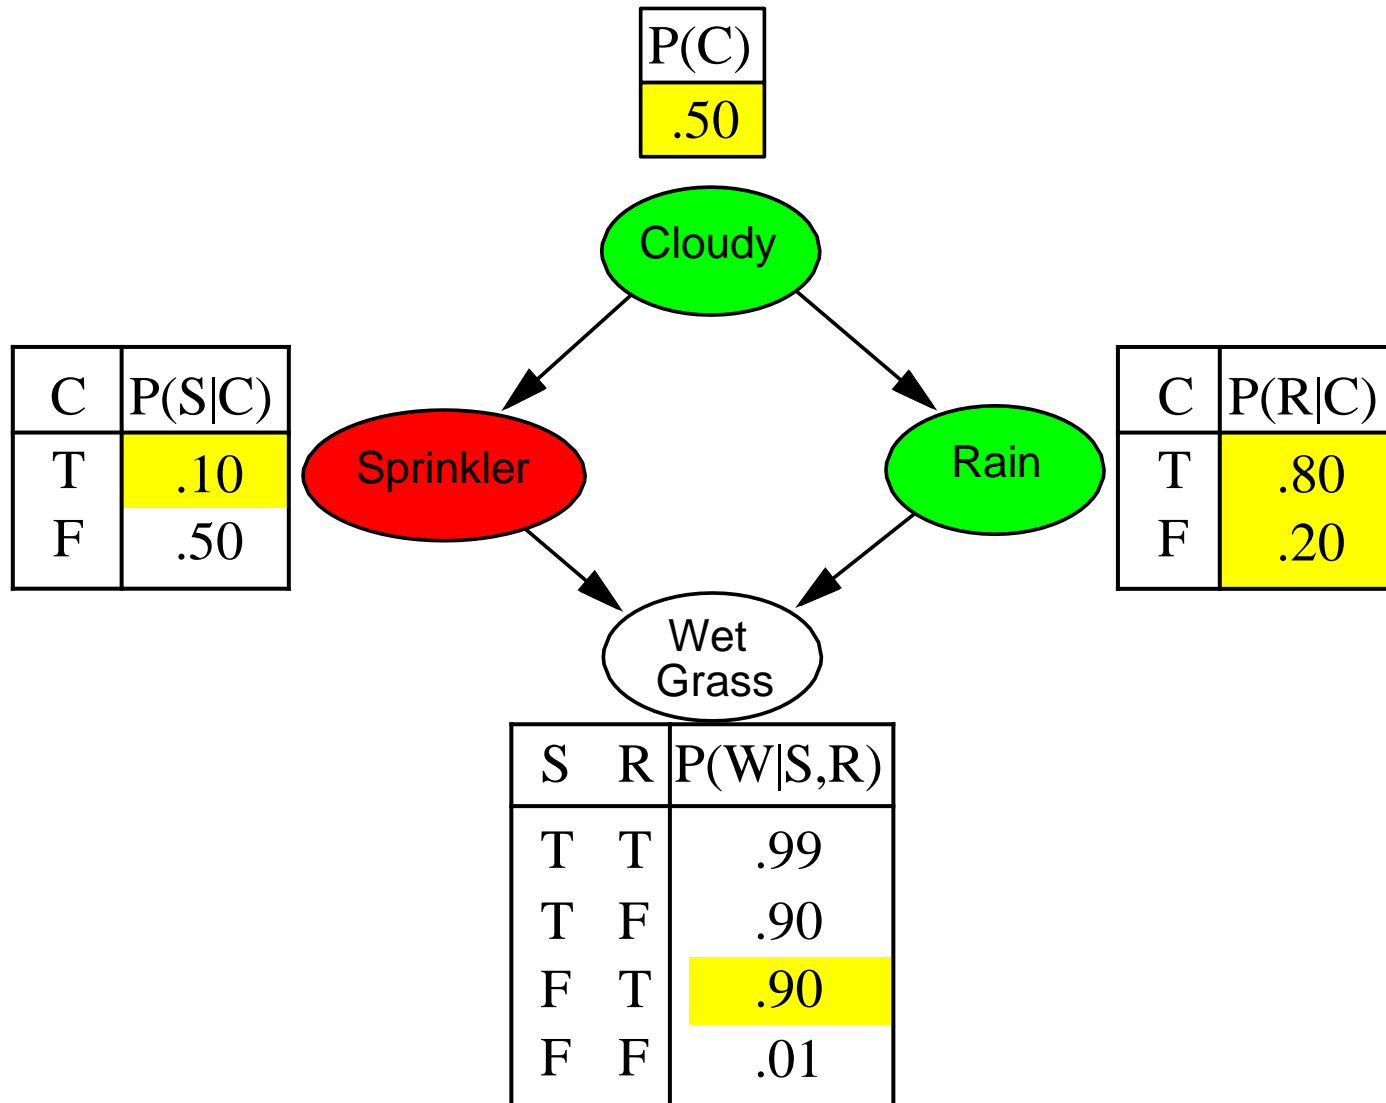 P(C)
.50
Cloudy
C P(S|C)
T .10
F .50
Sprinkler
Rain
C P(R|C)
T .80
F .20
Wet
Grass
S R P(W|S,R)
T T .99
T F .90
F T .90
F F .01